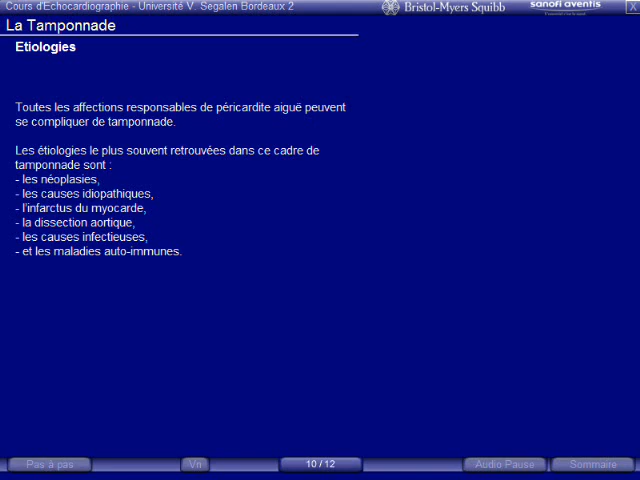 Cours d'Echocardiographie - Université V. Segalen Bordeaux 2
Bristol-Myers Squibb
sanofi aventis
X
La Tamponnade
Etiologies
Toutes les affections responsables de péricardite aiguë peuvent
se compliquer de tamponnade.
Les étiologies le plus souvent retrouvées dans ce cadre de
tamponnade sont :
- les néoplasies,
- les causes idiopathiques,
- l'infarctus du myocarde,
- la dissection aortique,
- les causes infectieuses,
- et les maladies auto-immunes.
Pas à pas
Vn
10 / 12
Audio Pause
Sommaire